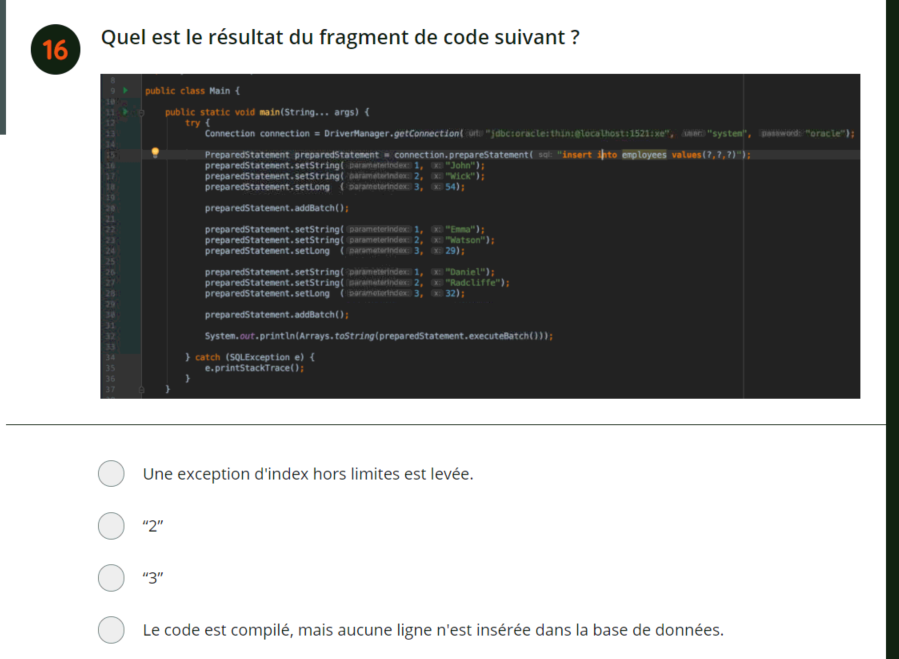 16
Quel est le résultat du fragment de code suivant ?
8
9 public class Main {
10
11 public static void main(String... args) {
12 try {
13 Connection connection = DriverManager.getConnection( url: "jdbc:oracle:thin:@localhost:1521:xe", user: "system", password: "oracle");
14
15 PreparedStatement preparedStatement = connection.prepareStatement( sql: "insert into employees values(?,?,?)");
16 preparedStatement.setString( parameterIndex: 1, x: "John");
17 preparedStatement.setString( parameterIndex: 2, x: "Wick");
18 preparedStatement.setLong ( parameterIndex: 3, x: 54);
19
20 preparedStatement.addBatch();
21
22 preparedStatement.setString( parameterIndex: 1, x: "Emma");
23 preparedStatement.setString( parameterIndex: 2, x: "Watson");
24 preparedStatement.setLong ( parameterIndex: 3, x: 29);
25
26 preparedStatement.setString( parameterIndex: 1, x: "Daniel");
27 preparedStatement.setString( parameterIndex: 2, x: "Radcliffe");
28 preparedStatement.setLong ( parameterIndex: 3, x: 32);
29
30 preparedStatement.addBatch();
31
32 System.out.println(Arrays.toString(preparedStatement.executeBatch()));
33
34 } catch (SQLException e) {
35 e.printStackTrace();
36 }
37 }
Une exception d'index hors limites est levée.
“2”
“3”
Le code est compilé, mais aucune ligne n'est insérée dans la base de données.